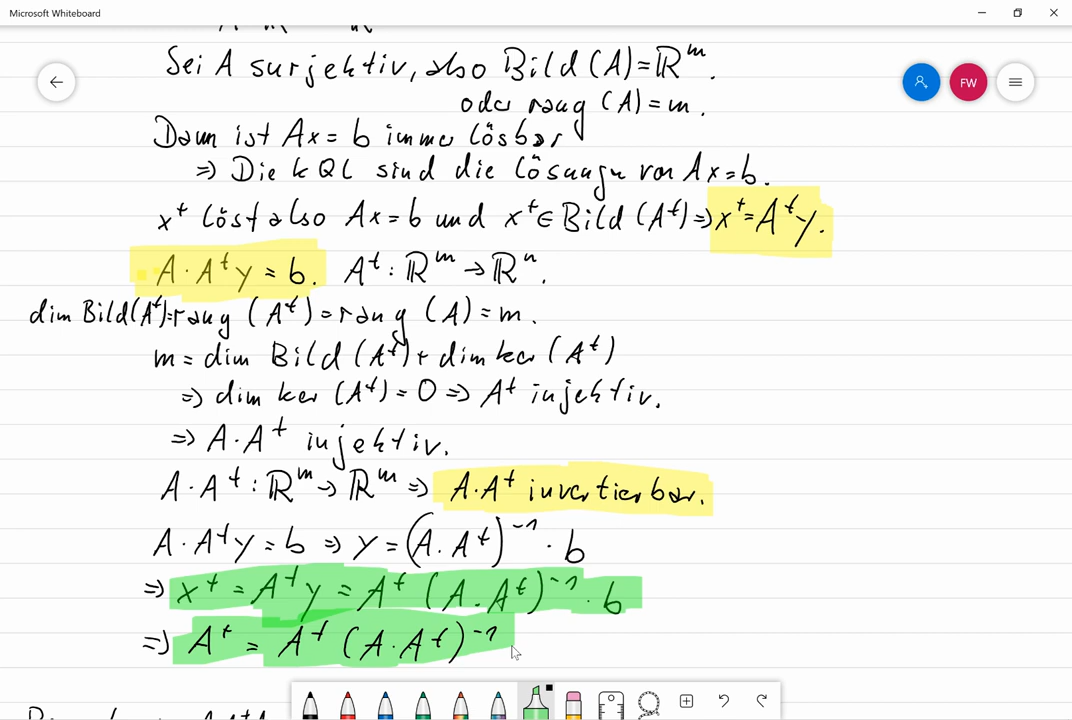 Microsoft Whiteboard
Sei A surjektiv, also Bild (A) = ℝ^m.
FW
oder rang (A) = m.
Dann ist Ax = b immer lösbar
⇒ Die kQL sind die Lösungen von Ax = b.
x^+ löst also Ax = b und x^+ ∈ Bild (A^t) ⇒ x^+ = A^t y.
A · A^t y = b. A^t : ℝ^m → ℝ^n.
dim Bild(A^t) = rang (A^t) = rang (A) = m.
m = dim Bild (A^t) + dim ker (A^t)
⇒ dim ker (A^t) = 0 ⇒ A^t injektiv.
⇒ A · A^t injektiv.
A · A^t : ℝ^m → ℝ^m ⇒ A · A^t invertierbar.
A · A^t y = b ⇒ y = (A · A^t)^-1 · b
⇒ x^+ = A^t y = A^t (A · A^t)^-1 · b
⇒ A^+ = A^t (A · A^t)^-1